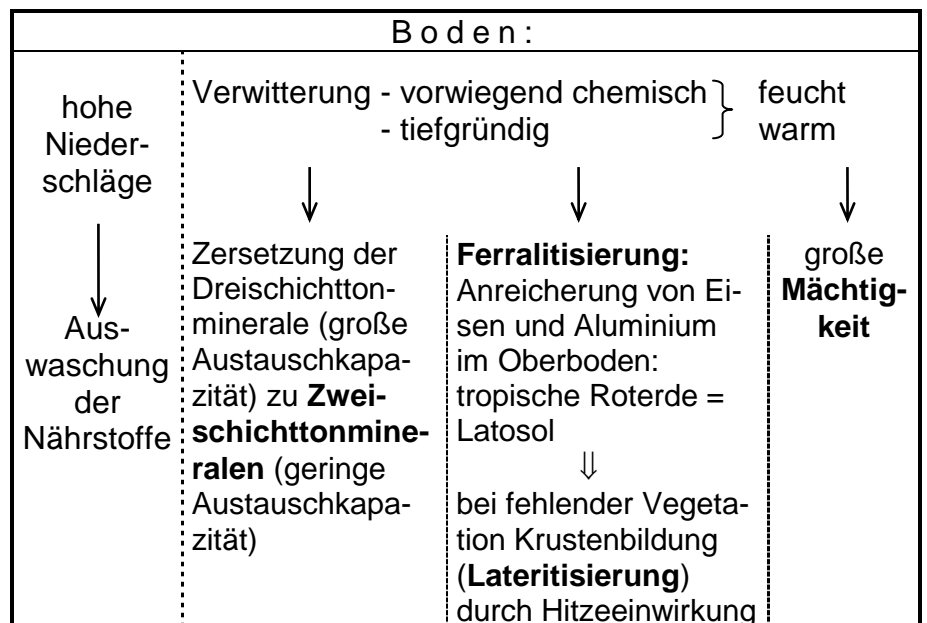 Boden:
hohe
Nieder-
schläge
Aus-
waschung
der
Nährstoffe
Verwitterung - vorwiegend chemisch
- tiefgründig
feucht
warm
Zersetzung der
Dreischichtton-
minerale (große
Austauschkapa-
zität) zu Zwei-
schichttonmine-
ralen (geringe
Austauschkapa-
zität)
Ferralitisierung:
Anreicherung von Ei-
sen und Aluminium
im Oberboden:
tropische Roterde =
Latosol
⇓
bei fehlender Vegeta-
tion Krustenbildung
(Lateritisierung)
durch Hitzeeinwirkung
große
Mächtig-
keit